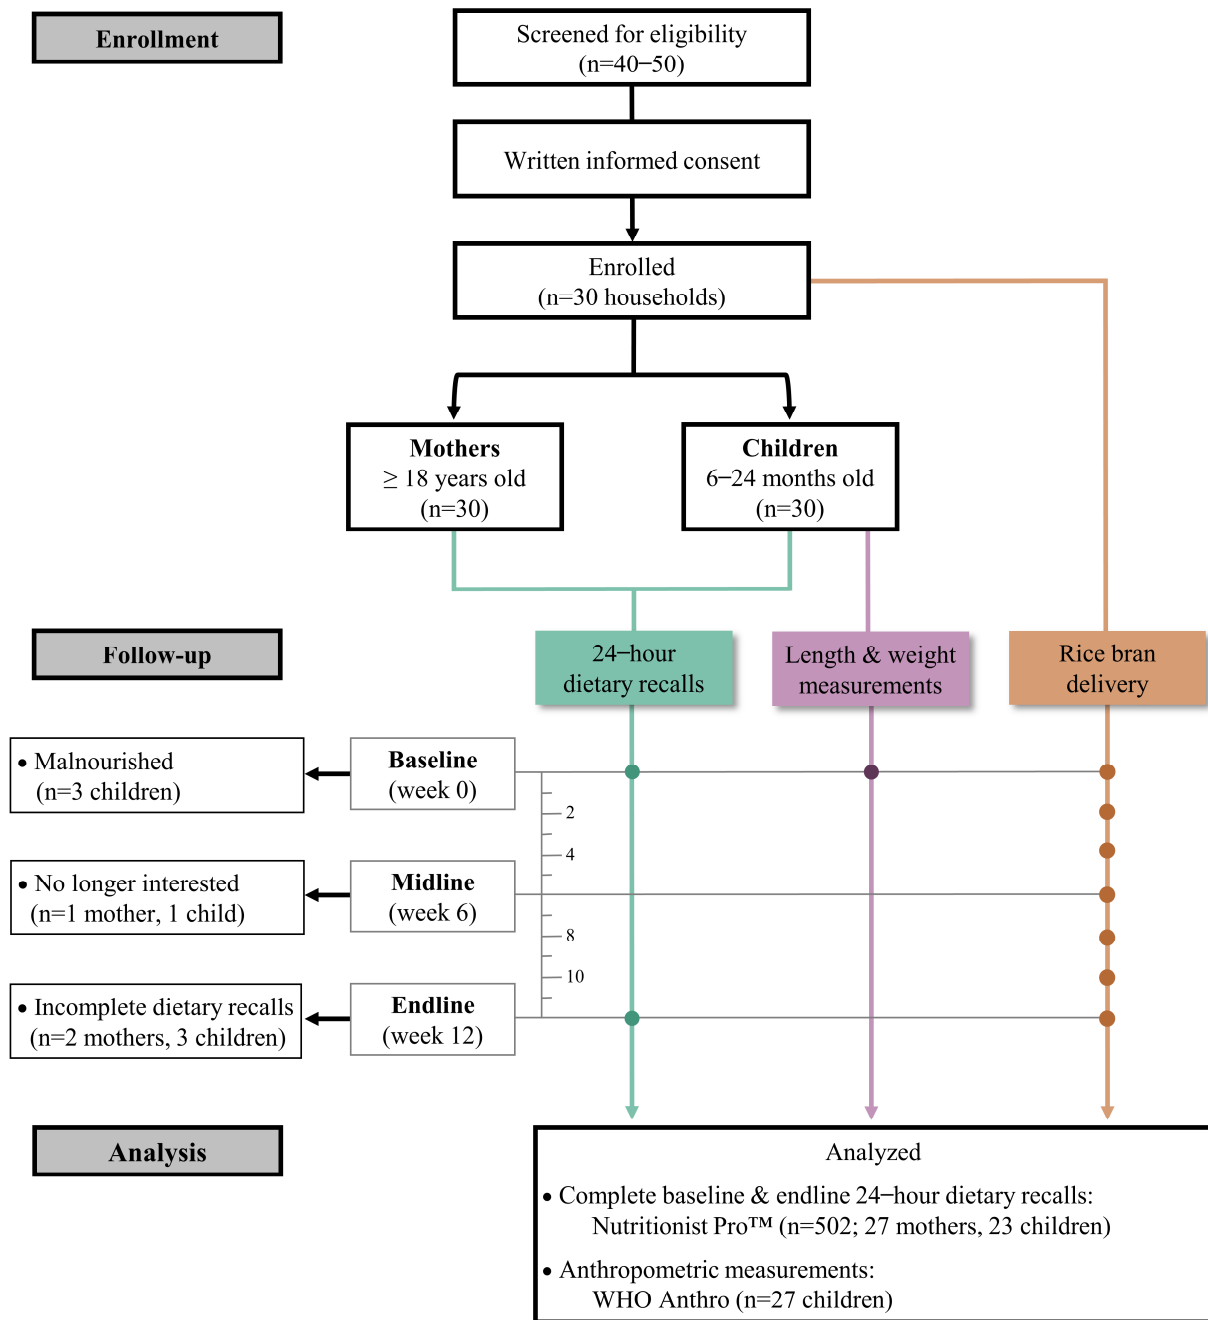 Enrollment
Screened for eligibility
(n=40−50)
Written informed consent
Enrolled
(n=30 households)
Mothers
≥ 18 years old
(n=30)
Children
6−24 months old
(n=30)
Follow-up
24−hour
dietary recalls
Length & weight
measurements
Rice bran
delivery
• Malnourished
(n=3 children)
Baseline
(week 0)
2
4
• No longer interested
(n=1 mother, 1 child)
Midline
(week 6)
8
10
• Incomplete dietary recalls
(n=2 mothers, 3 children)
Endline
(week 12)
Analysis
Analyzed
• Complete baseline & endline 24−hour dietary recalls:
Nutritionist Pro™ (n=502; 27 mothers, 23 children)
• Anthropometric measurements:
WHO Anthro (n=27 children)